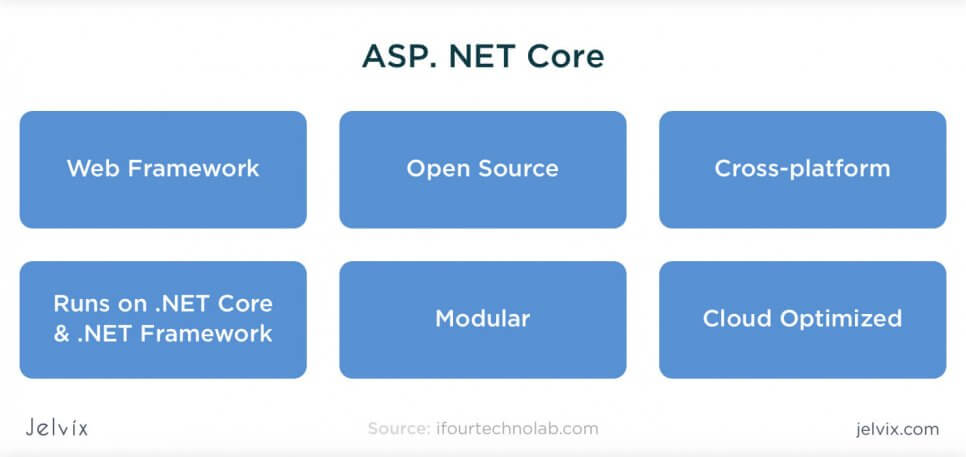 ASP. NET Core
Web Framework
Open Source
Cross-platform
Runs on .NET Core
& .NET Framework
Modular
Cloud Optimized
Jelvix
Source: ifourtechnolab.com
jelvix.com